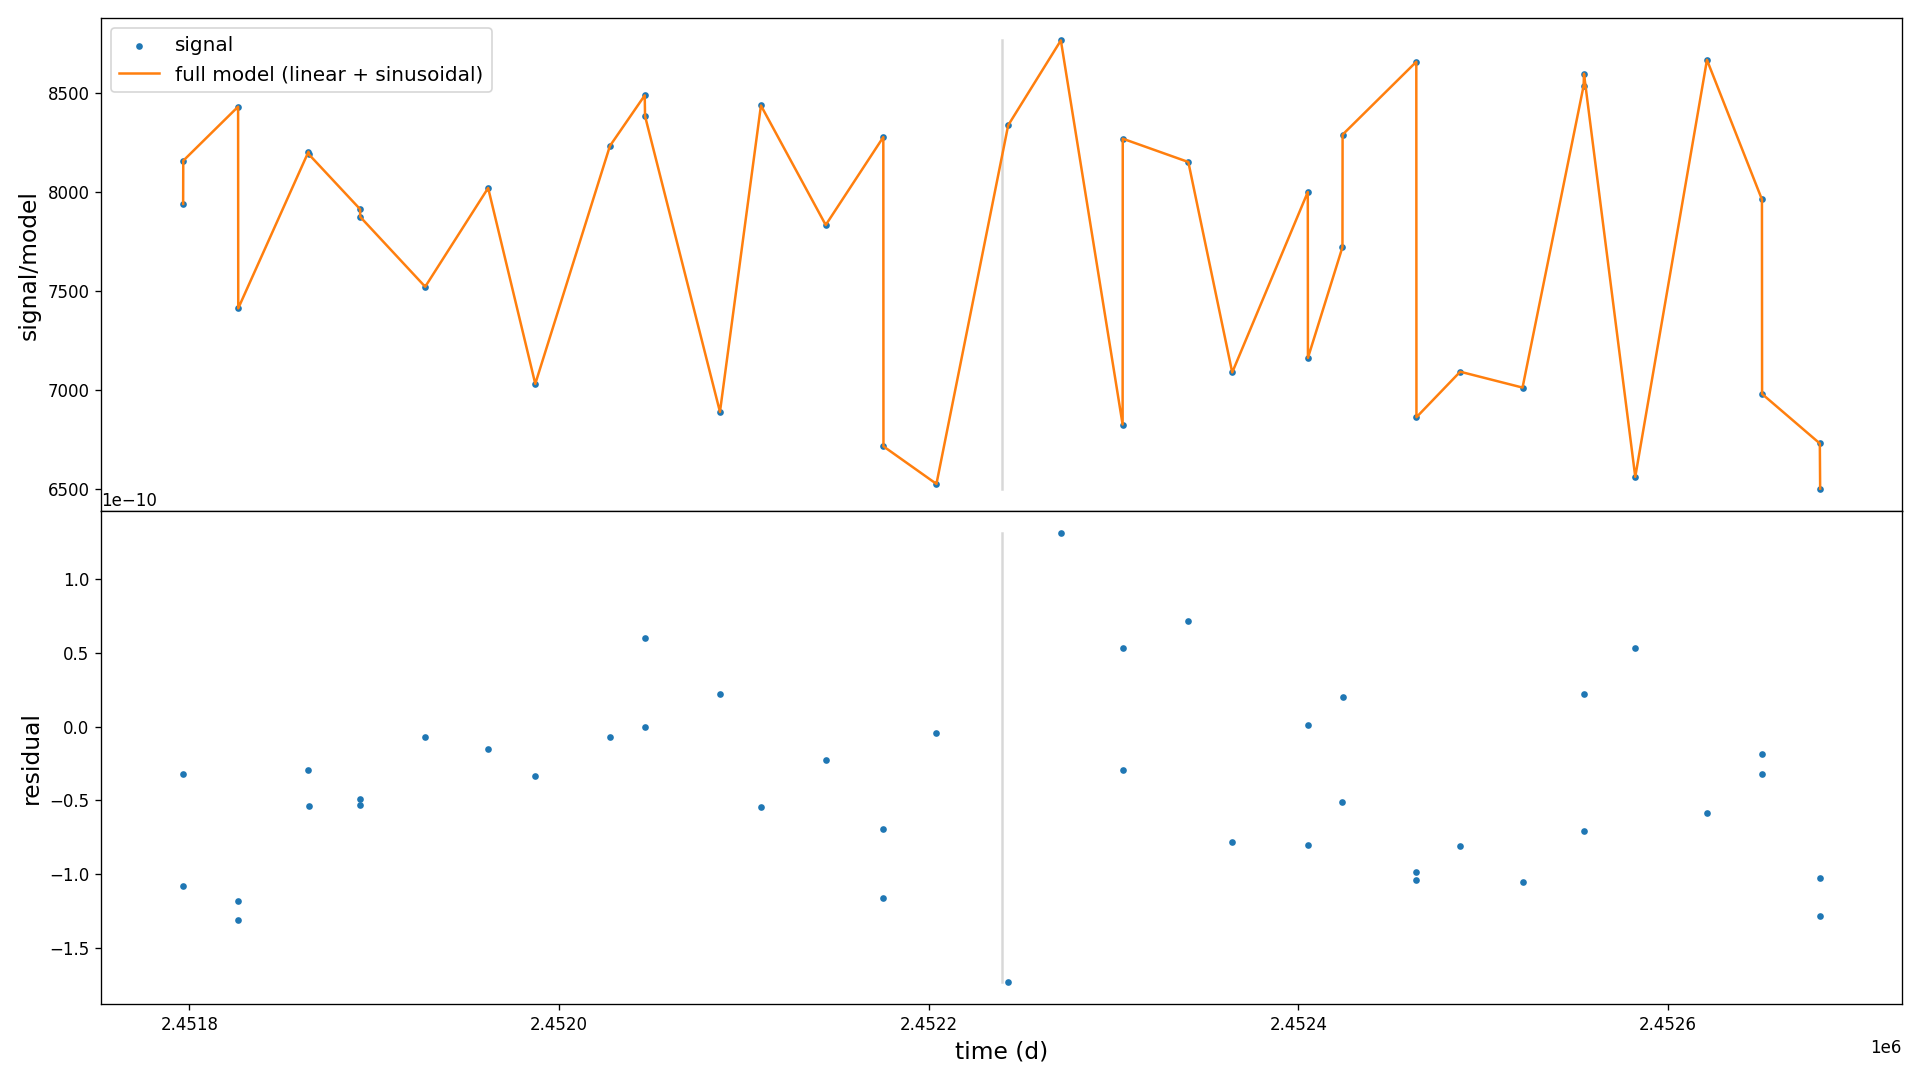 signal
full model (linear + sinusoidal)
8500
8000
7500
7000
6500
signal/model
1e−10
1.0
0.5
0.0
−0.5
−1.0
−1.5
residual
2.4518
2.4520
2.4522
2.4524
2.4526
time (d)
1e6